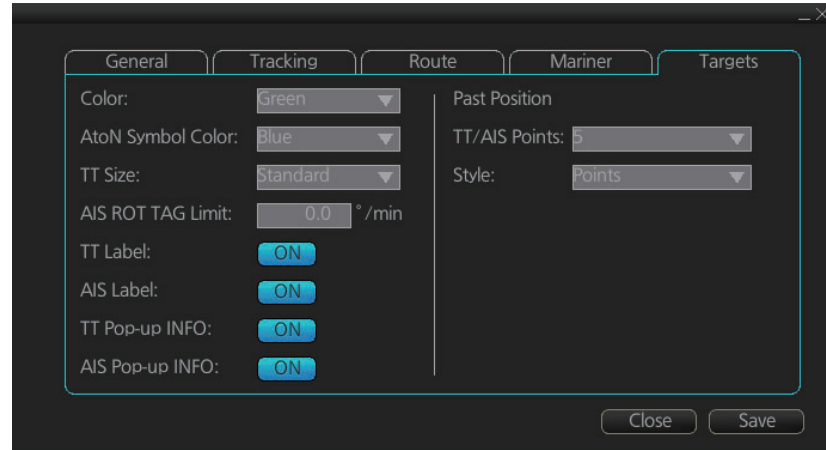 General Tracking Route Mariner Targets
Color: Green
AtoN Symbol Color: Blue
TT Size: Standard
AIS ROT TAG Limit: 0.0 °/min
TT Label: ON
AIS Label: ON
TT Pop-up INFO: ON
AIS Pop-up INFO: ON
Past Position
TT/AIS Points: 5
Style: Points
Close Save